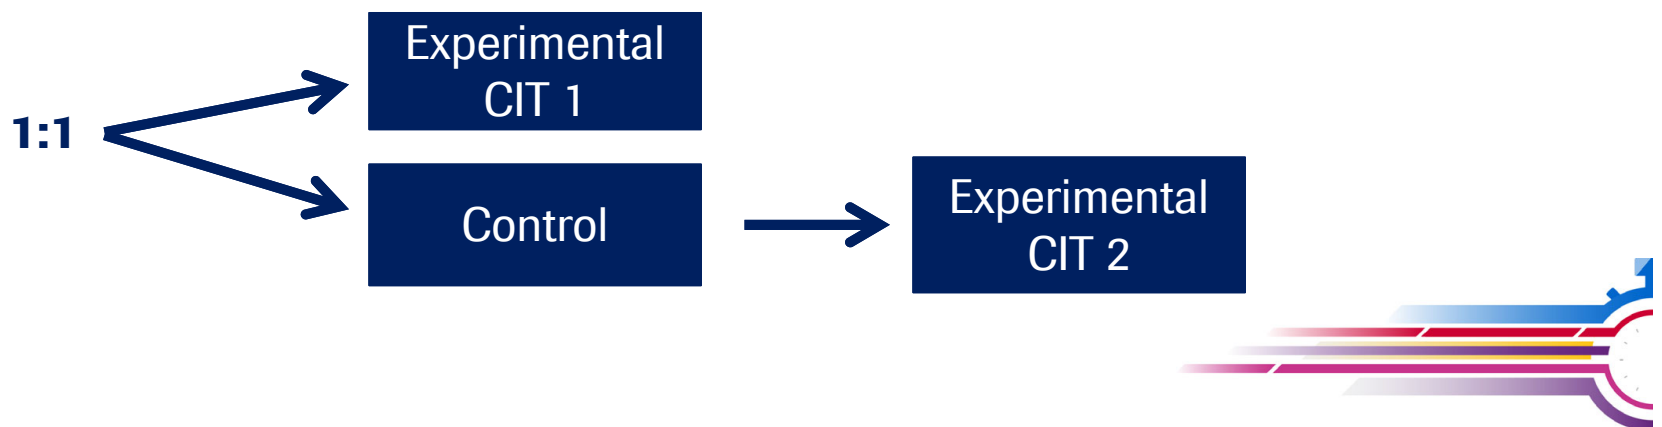 1:1
Experimental
CIT 1
Control
Experimental
CIT 2